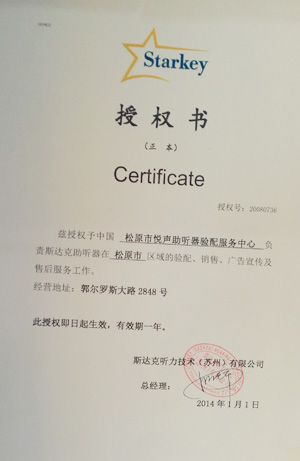 Starkey
授权书
(正 本)
Certificate
授权号：20080736
兹授权予中国 松原市悦声助听器验配服务中心 负
责斯达克助听器在 松原市 区域的验配、销售、广告宣传及
售后服务工作。
经营地址：郭尔罗斯大路 2848 号
此授权即日起生效，有效期一年。
斯达克听力技术（苏州）有限公司
总经理：
2014 年 1 月 1 日